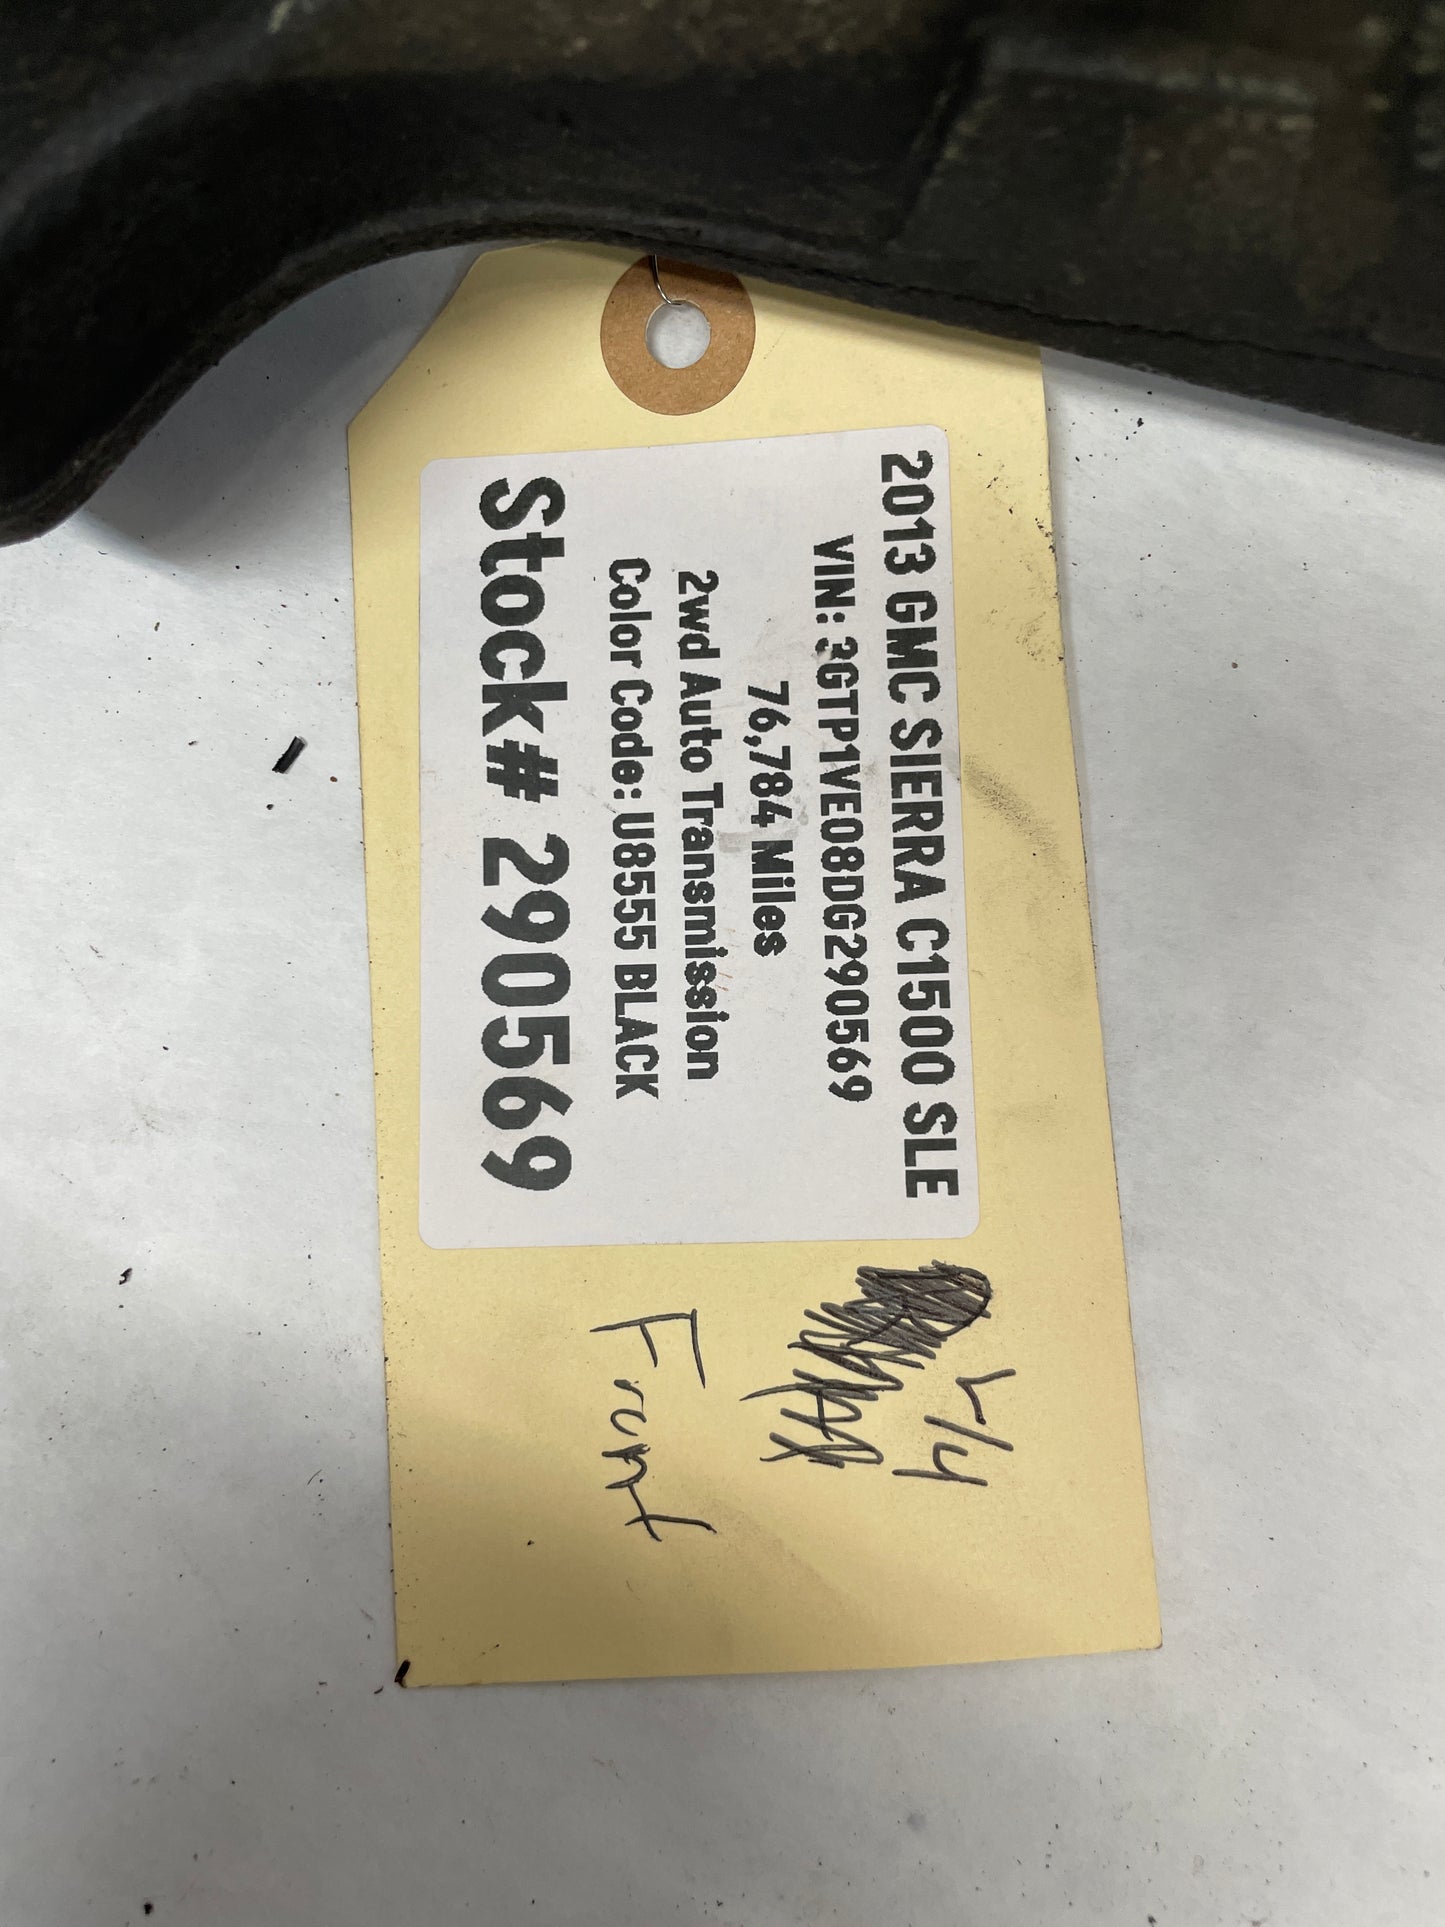 2013 GMC SIERRA C1500 SLE
VIN: 3GTP1VE08DG290569
76,784 Miles
2wd Auto Transmission
Color Code: U8555 BLACK
Stock# 290569
Front